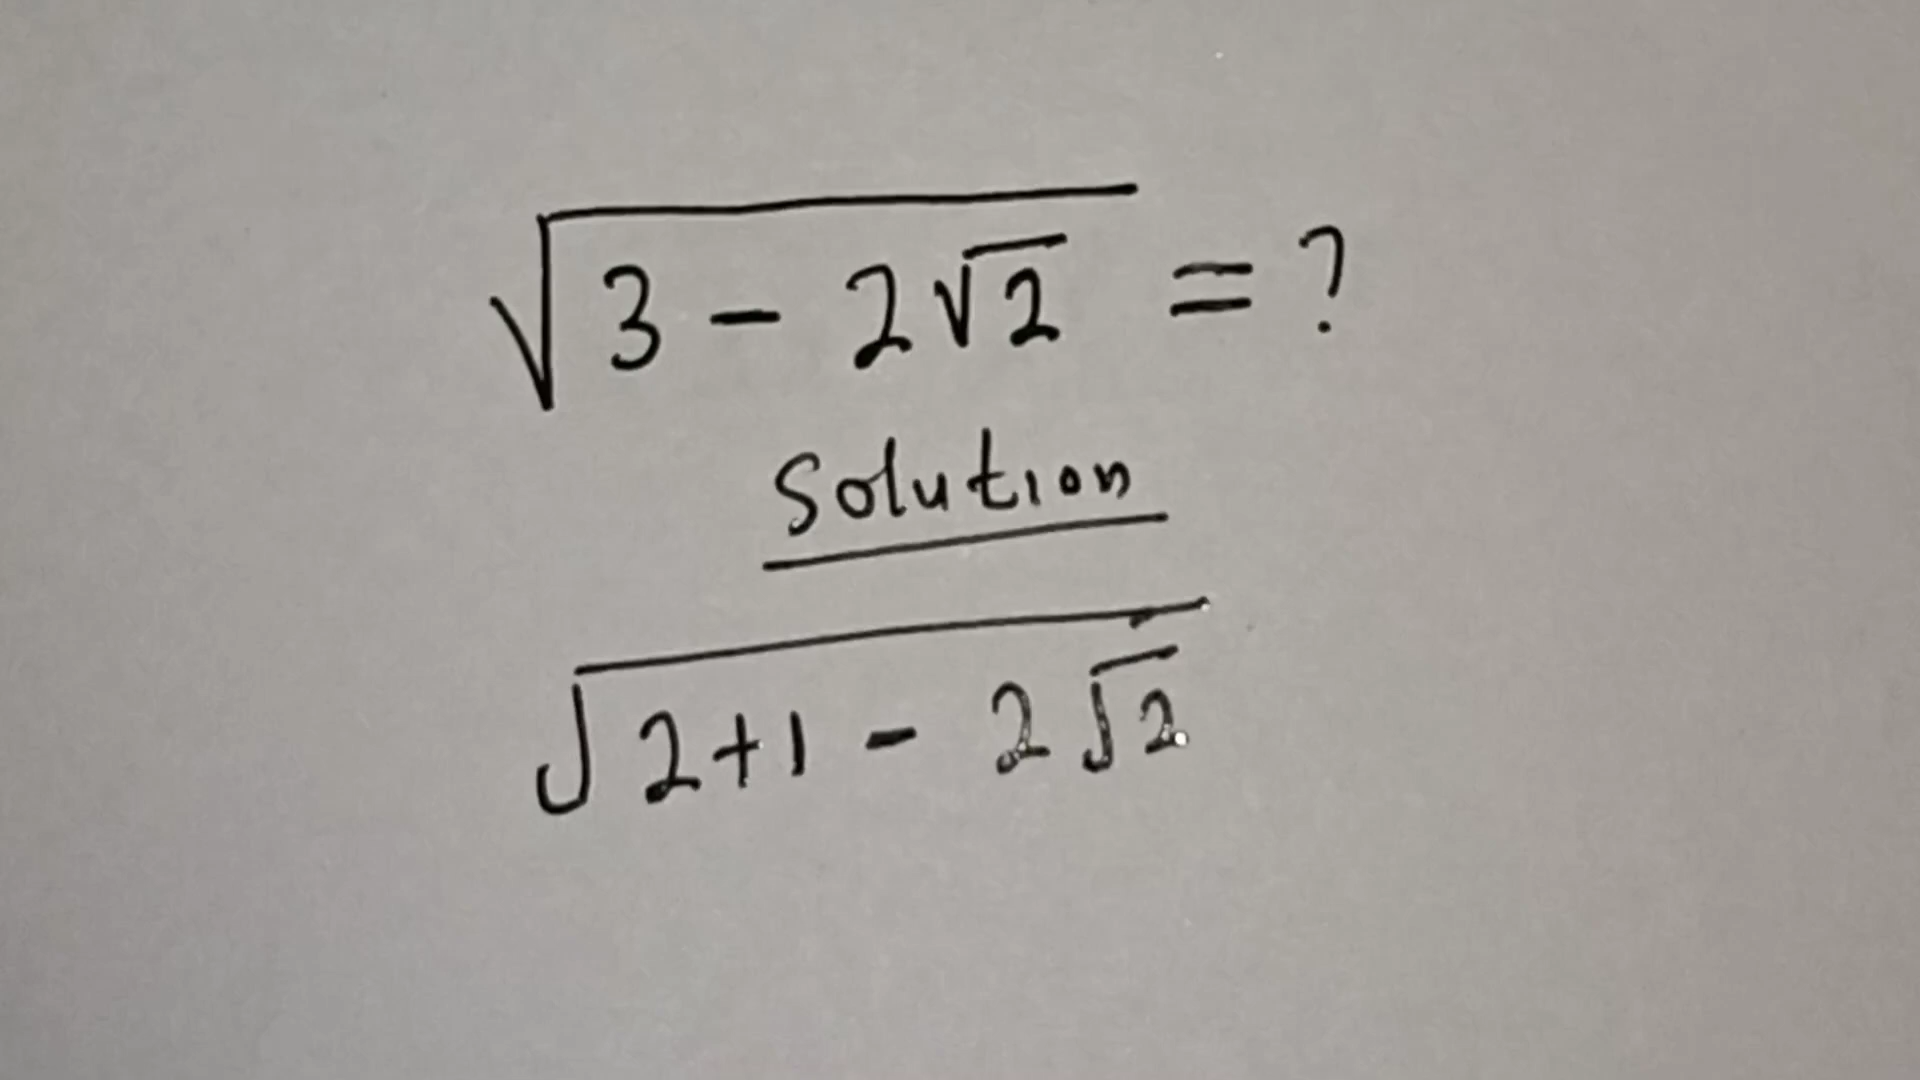 √(3 - 2√2) = ?
Solution
√(2+1 - 2√2)